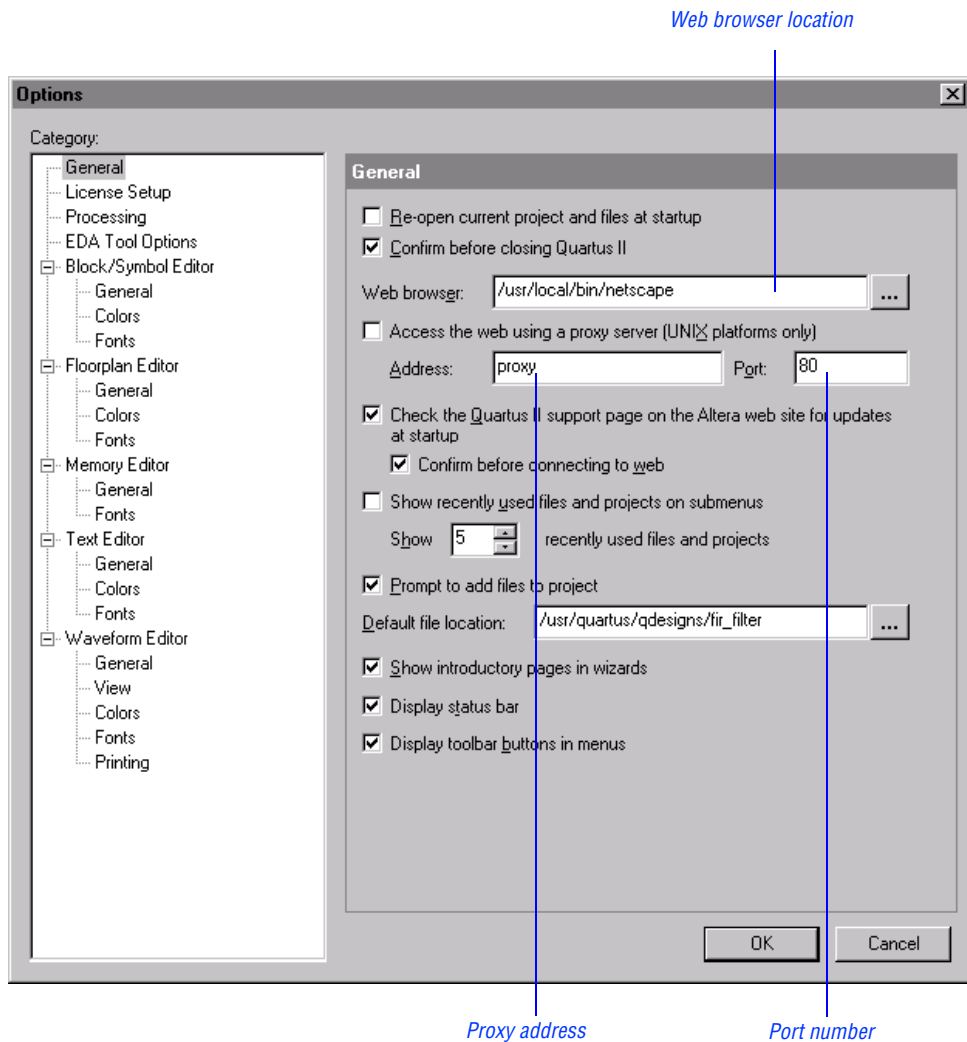 Web browser location
Options
Category:
General
License Setup
Processing
EDA Tool Options
Block/Symbol Editor
General
Colors
Fonts
Floorplan Editor
General
Colors
Fonts
Memory Editor
General
Fonts
Text Editor
General
Colors
Fonts
Waveform Editor
General
View
Colors
Fonts
Printing
General
Re-open current project and files at startup
Confirm before closing Quartus II
Web browser: /usr/local/bin/netscape ...
Access the web using a proxy server (UNIX platforms only)
Address: proxy Port: 80
Check the Quartus II support page on the Altera web site for updates
at startup
Confirm before connecting to web
Show recently used files and projects on submenus
Show 5 recently used files and projects
Prompt to add files to project
Default file location: /usr/quartus/qdesigns/fir_filter ...
Show introductory pages in wizards
Display status bar
Display toolbar buttons in menus
OK Cancel
Proxy address Port number